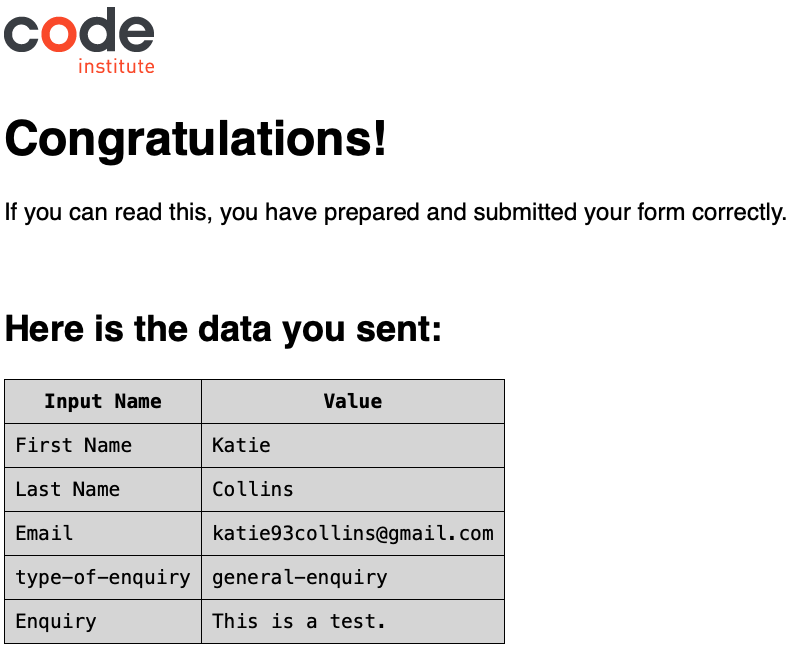 code
institute
Congratulations!
If you can read this, you have prepared and submitted your form correctly.
Here is the data you sent:
Input Name Value
First Name Katie
Last Name Collins
Email katie93collins@gmail.com
type-of-enquiry general-enquiry
Enquiry This is a test.